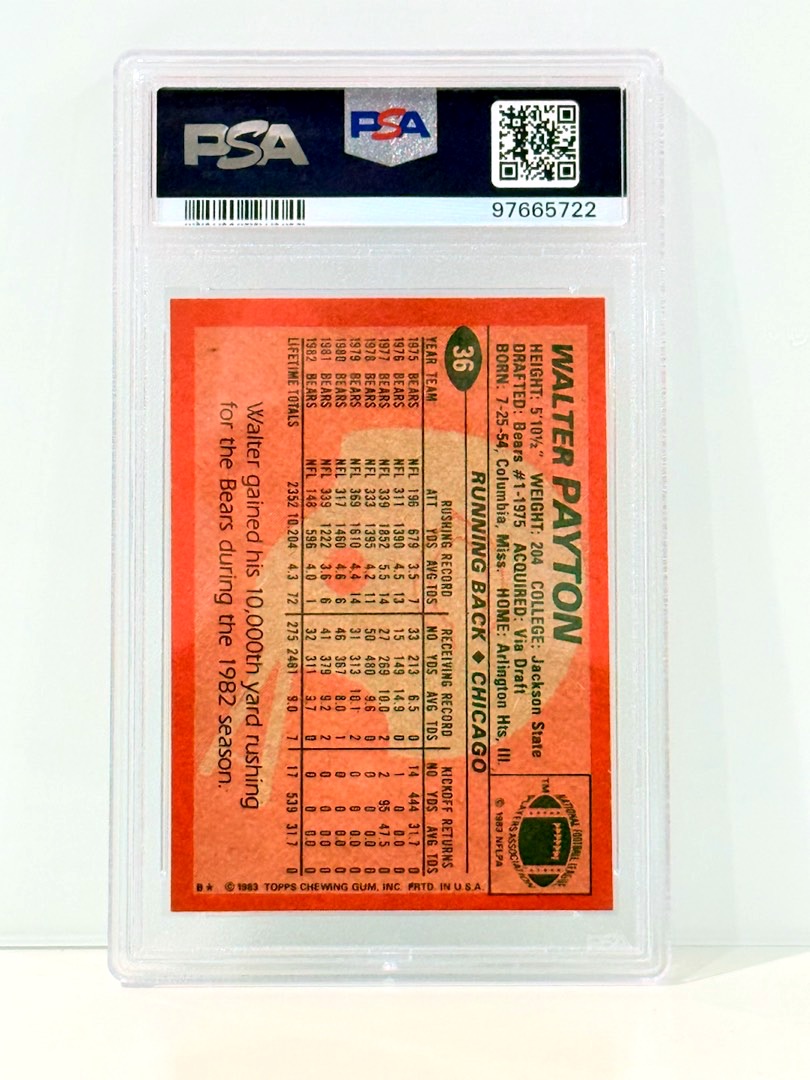 PSA
PSA
97665722
WALTER PAYTON
HEIGHT: 5'10½" WEIGHT: 204 COLLEGE: Jackson State
DRAFTED: Bears #1-1975 ACQUIRED: Via Draft
BORN: 7-25-54, Columbia, Miss. HOME: Arlington Hts, Ill.
TM
NATIONAL FOOTBALL LEAGUE
PLAYERS ASSOCIATION
© 1983 NFLPA
36
RUNNING BACK ♦ CHICAGO
RUSHING RECORD RECEIVING RECORD KICKOFF RETURNS
YEAR TEAM ATT YDS AVG TDS NO YDS AVG TDS NO YDS AVG TDS
1975 BEARS NFL 196 679 3.5 7 33 213 6.5 0 14 444 31.7 0
1976 BEARS NFL 311 1390 4.5 13 15 149 14.9 0 1 0 0.0 0
1977 BEARS NFL 339 1852 5.5 14 27 269 10.0 2 2 95 47.5 0
1978 BEARS NFL 333 1395 4.2 11 50 480 9.6 0 0 0 0.0 0
1979 BEARS NFL 369 1610 4.4 14 31 313 10.1 2 0 0 0.0 0
1980 BEARS NFL 317 1460 4.6 6 46 367 8.0 1 0 0 0.0 0
1981 BEARS NFL 339 1222 3.6 6 41 379 9.2 2 0 0 0.0 0
1982 BEARS NFL 148 596 4.0 1 32 311 9.7 0 0 0 0.0 0
LIFETIME TOTALS 2352 10,204 4.3 72 275 2481 9.0 7 17 539 31.7 0
Walter gained his 10,000th yard rushing
for the Bears during the 1982 season.
B* © 1983 TOPPS CHEWING GUM, INC. PRTD. IN U.S.A.